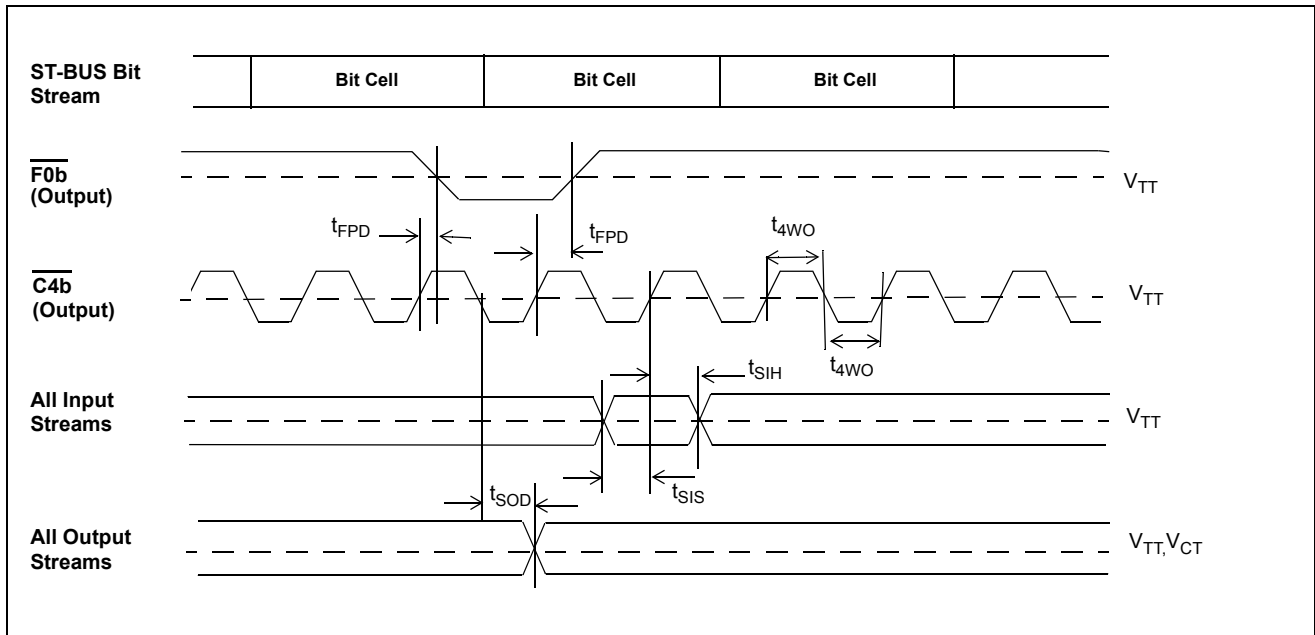 ST-BUS Bit
Stream
Bit Cell
Bit Cell
Bit Cell
F0b
(Output)
VTT
tFPD
tFPD
t4WO
C4b
(Output)
VTT
t4WO
tSIH
All Input
Streams
VTT
tSIS
tSOD
All Output
Streams
VTT,VCT